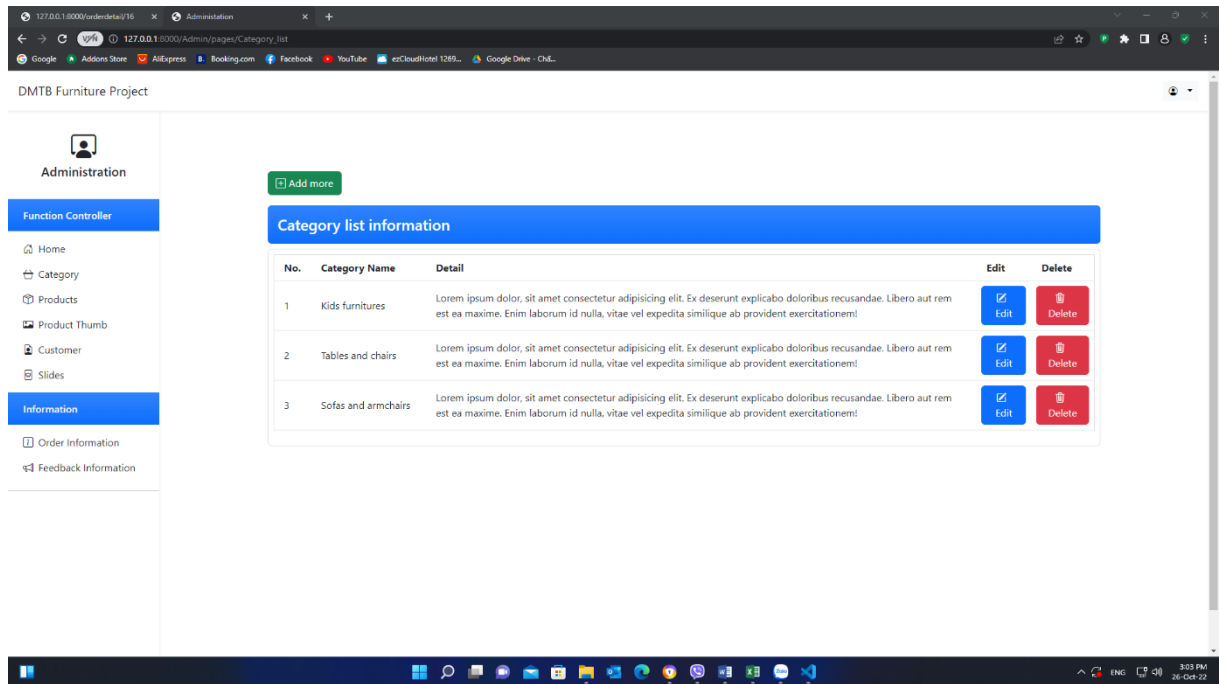 127.0.0.1:8000/orderdetail/16
Administation
VPN 127.0.0.1:8000/Admin/pages/Category_list
Google Addons Store AliExpress Booking.com Facebook YouTube ezCloudHotel 1269... Google Drive - Ch&...
DMTB Furniture Project
Administration
Function Controller
Home
Category
Products
Product Thumb
Customer
Slides
Information
Order Information
Feedback Information
Add more
Category list information
No. Category Name Detail Edit Delete
1 Kids furnitures Lorem ipsum dolor, sit amet consectetur adipisicing elit. Ex deserunt explicabo doloribus recusandae. Libero aut rem
est ea maxime. Enim laborum id nulla, vitae vel expedita similique ab provident exercitationem!
Edit Delete
2 Tables and chairs Lorem ipsum dolor, sit amet consectetur adipisicing elit. Ex deserunt explicabo doloribus recusandae. Libero aut rem
est ea maxime. Enim laborum id nulla, vitae vel expedita similique ab provident exercitationem!
Edit Delete
3 Sofas and armchairs Lorem ipsum dolor, sit amet consectetur adipisicing elit. Ex deserunt explicabo doloribus recusandae. Libero aut rem
est ea maxime. Enim laborum id nulla, vitae vel expedita similique ab provident exercitationem!
Edit Delete
ENG
3:03 PM
26-Oct-22